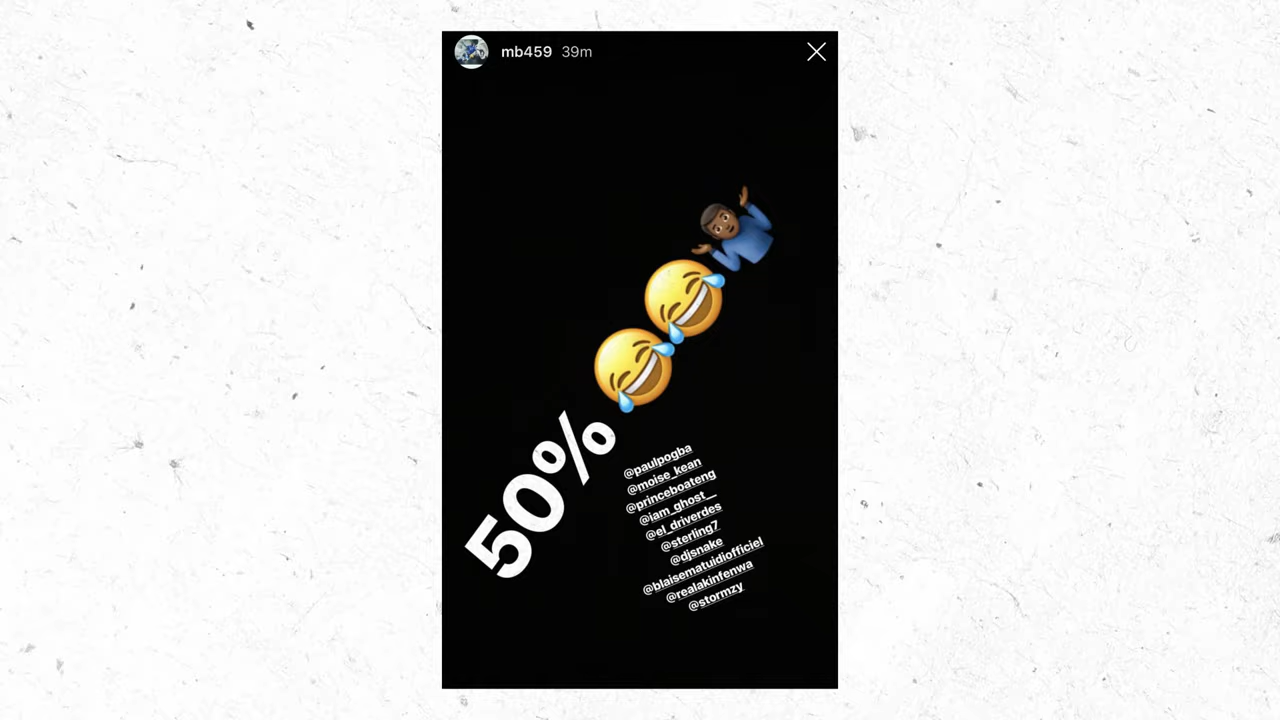 mb459 39m
50%
@paulpogba
@moise_kean
@princeboateng
@iam_ghost__
@el_driverdes
@sterling7
@djsnake
@blaisematuidiofficiel
@realakinfenwa
@stormzy